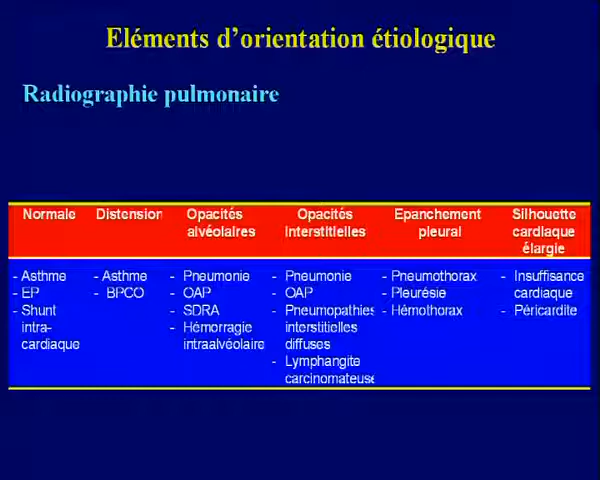 Eléments d'orientation étiologique
Radiographie pulmonaire
Normale
Distension
Opacités
alvéolaires
Opacités
Interstitielles
Epanchement
pleural
Silhouette
cardiaque
élargie
- Asthme
- EP
- Shunt
intra-
cardiaque
- Asthme
- BPCO
- Pneumonie
- OAP
- SDRA
- Hémorragie
intraalvéolaire
- Pneumonie
- OAP
- Pneumopathies
interstitielles
diffuses
- Lymphangite
carcinomateuse
- Pneumothorax
- Pleurésie
- Hémothorax
- Insuffisance
cardiaque
- Péricardite